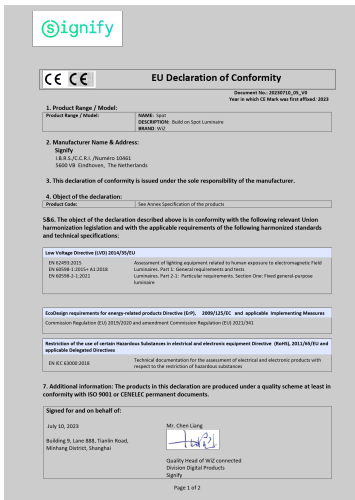 Signify
CE CE
EU Declaration of Conformity
Document No.: 20230710_05_V0
Year in which CE Mark was first affixed: 2023
1. Product Range / Model:
Product Range / Model:
NAME: Spot
DESCRIPTION: Build on Spot Luminaire
BRAND: WiZ
2. Manufacturer Name & Address:
Signify
I.B.R.S./C.C.R.I. /Numéro 10461
5600 VB Eindhoven, The Netherlands
3. This declaration of conformity is issued under the sole responsibility of the manufacturer.
4. Object of the declaration:
Product Code: See Annex Specification of the products
5&6. The object of the declaration described above is in conformity with the following relevant Union
harmonization legislation and with the applicable requirements of the following harmonized standards
and technical specifications:
Low Voltage Directive (LVD) 2014/35/EU
EN 62493:2015 Assessment of lighting equipment related to human exposure to electromagnetic Field
EN 60598-1:2015+ A1:2018 Luminaires. Part 1: General requirements and tests
EN 60598-2-1:2021 Luminaires. Part 2-1: Particular requirements. Section One: Fixed general-purpose
luminaire
EcoDesign requirements for energy-related products Directive (ErP), 2009/125/EC and applicable Implementing Measures
Commission Regulation (EU) 2019/2020 and amendment Commission Regulation (EU) 2021/341
Restriction of the use of certain Hazardous Substances in electrical and electronic equipment Directive (RoHS), 2011/65/EU and
applicable Delegated Directives
EN IEC 63000:2018 Technical documentation for the assessment of electrical and electronic products with
respect to the restriction of hazardous substances
7. Additional information: The products in this declaration are produced under a quality scheme at least in
conformity with ISO 9001 or CENELEC permanent documents.
Signed for and on behalf of:
July 10, 2023
Building 9, Lane 888, Tianlin Road,
Minhang District, Shanghai
Mr. Chen Liang
Quality Head of WiZ connected
Division Digital Products
Signify
Page 1 of 2